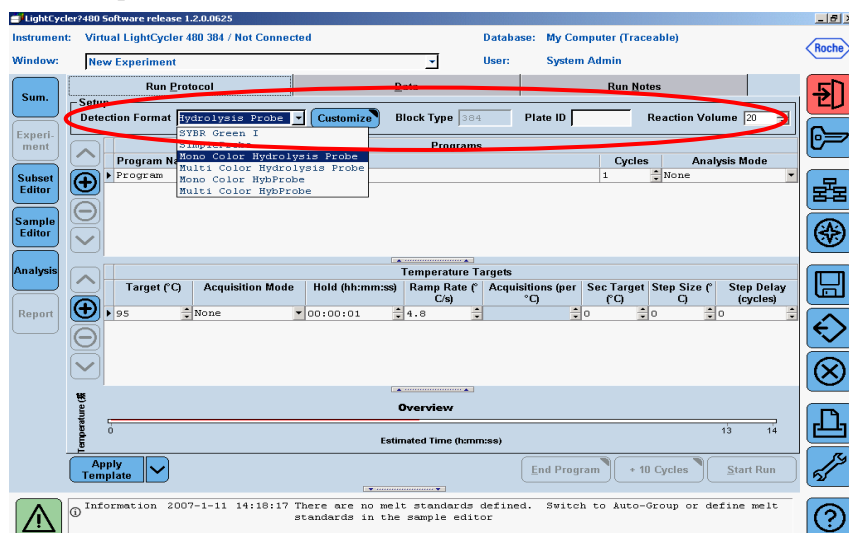 LightCycler?480 Software release 1.2.0.0625
Instrument: Virtual LightCycler 480 384 / Not Connected Database: My Computer (Traceable)
Roche
Window: New Experiment User: System Admin
Sum.
Run Protocol Data Run Notes
Setup
Detection Format Hydrolysis Probe Customize Block Type 384 Plate ID Reaction Volume 20
SYBR Green I
SimpleProbe
Mono Color Hydrolysis Probe
Multi Color Hydrolysis Probe
Mono Color HybProbe
Multi Color HybProbe
Experi-
ment
Programs
Program Na Cycles Analysis Mode
Program 1 None
Subset
Editor
Sample
Editor
Analysis
Report
Temperature Targets
Target (°C) Acquisition Mode Hold (hh:mm:ss) Ramp Rate (° C/s) Acquisitions (per °C) Sec Target (°C) Step Size (° C) Step Delay (cycles)
95 None 00:00:01 4.8 0 0 0
Overview
Temperature
0 13 14
Estimated Time (h:mm:ss)
Apply
Template
End Program + 10 Cycles Start Run
Information 2007-1-11 14:18:17 There are no melt standards defined. Switch to Auto-Group or define melt
standards in the sample editor